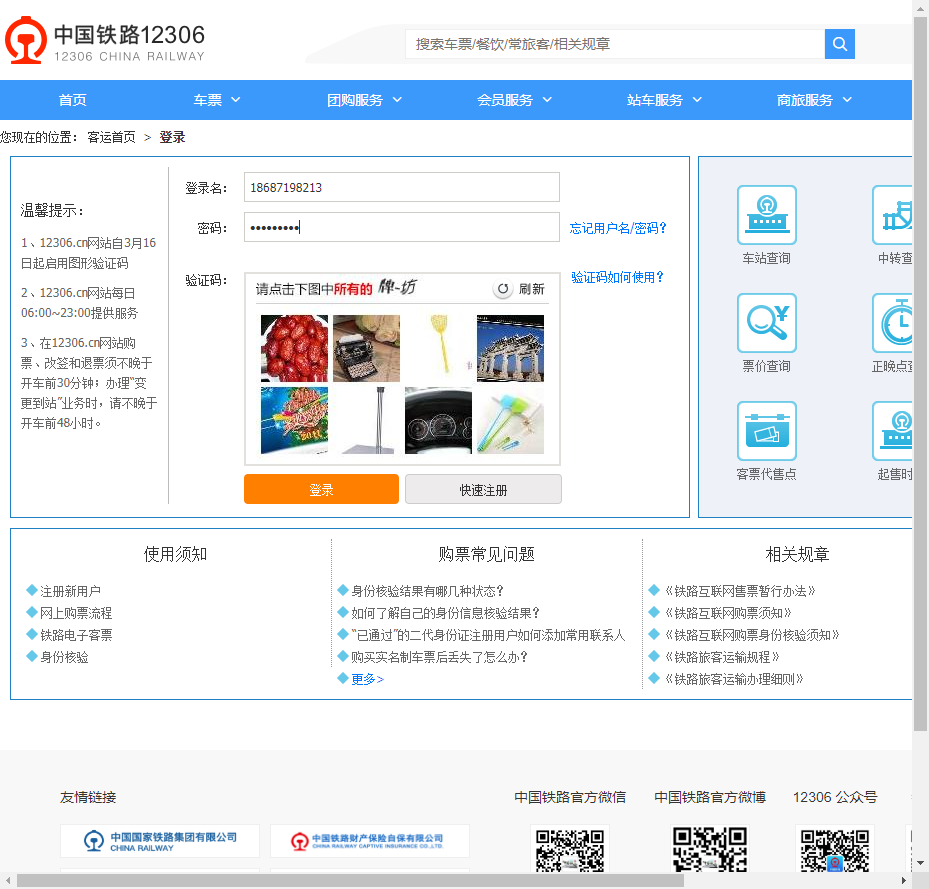 中国铁路12306
12306 CHINA RAILWAY
搜索车票/餐饮/常旅客/相关规章
首页 车票 团购服务 会员服务 站车服务 商旅服务
您现在的位置： 客运首页 > 登录
温馨提示：
1、12306.cn网站自3月16
日起启用图形验证码
2、12306.cn网站每日
06:00~23:00提供服务
3、在12306.cn网站购
票、改签和退票须不晚于
开车前30分钟；办理“变
更到站”业务时，请不晚于
开车前48小时。
登录名： 18687198213
密码： •••••••••
忘记用户名/密码？
验证码：
验证码如何使用？
请点击下图中所有的 牌坊
刷新
登录 快速注册
车站查询 中转查
票价查询 正晚点查
客票代售点 起售时
使用须知
注册新用户
网上购票流程
铁路电子客票
身份核验
购票常见问题
身份核验结果有哪几种状态？
如何了解自己的身份信息核验结果？
“已通过”的二代身份证注册用户如何添加常用联系人
购买实名制车票后丢失了怎么办？
更多>
相关规章
《铁路互联网售票暂行办法》
《铁路互联网购票须知》
《铁路互联网购票身份核验须知》
《铁路旅客运输规程》
《铁路旅客运输办理细则》
友情链接
中国铁路官方微信 中国铁路官方微博 12306 公众号
中国国家铁路集团有限公司
CHINA RAILWAY
中国铁路财产保险自保有限公司
CHINA RAILWAY CAPTIVE INSURANCE CO.,LTD.